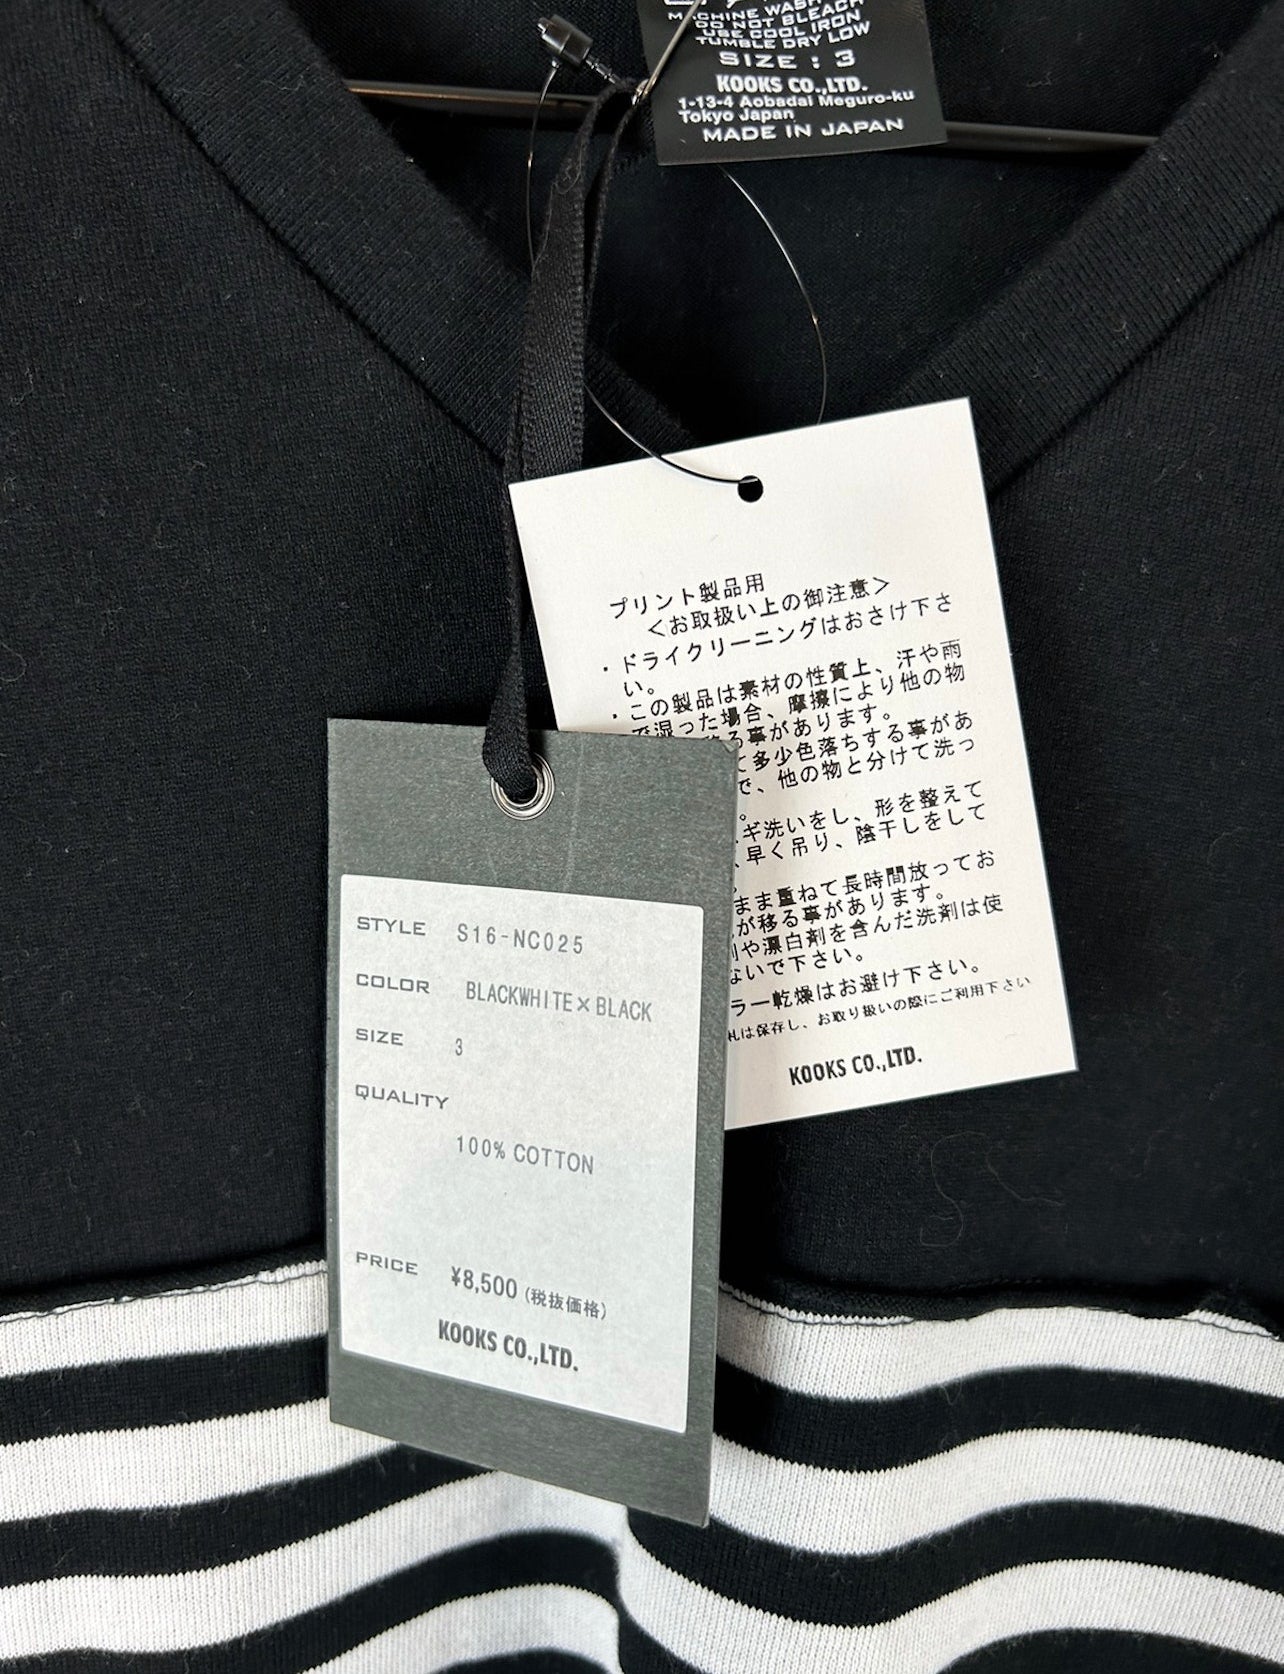 MACHINE WASH
DO NOT BLEACH
USE COOL IRON
TUMBLE DRY LOW
SIZE : 3
KOOKS CO.,LTD.
1-13-4 Aobadai Meguro-ku
Tokyo Japan
MADE IN JAPAN
プリント製品用
＜お取扱い上の御注意＞
・ドライクリーニングはおさけ下さ
い。
・この製品は素材の性質上、汗や雨
で湿った場合、摩擦により他の物
る事があります。
て多少色落ちする事があ
で、他の物と分けて洗っ
。
ギ洗いをし、形を整えて
、早く吊り、陰干しをして
。
まま重ねて長時間放ってお
が移る事があります。
や漂白剤を含んだ洗剤は使
ないで下さい。
ラー乾燥はお避け下さい。
札は保存し、お取り扱いの際にご利用下さい
KOOKS CO.,LTD.
STYLE S16-NC025
COLOR BLACKWHITE×BLACK
SIZE 3
QUALITY
100% COTTON
PRICE ¥8,500 (税抜価格)
KOOKS CO.,LTD.